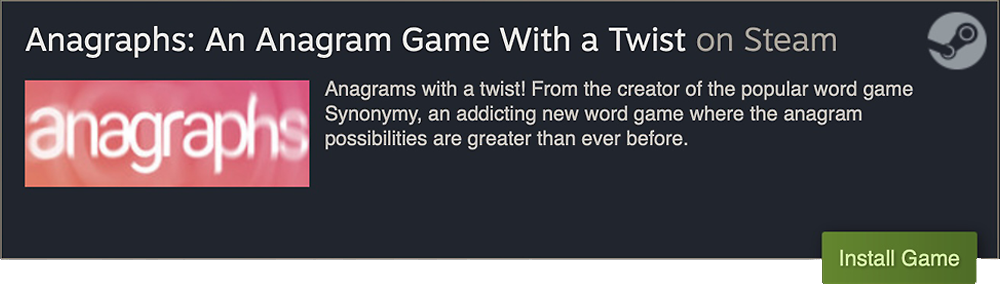 Anagraphs: An Anagram Game With a Twist on Steam
anagraphs
Anagrams with a twist! From the creator of the popular word game
Synonymy, an addicting new word game where the anagram
possibilities are greater than ever before.
Install Game